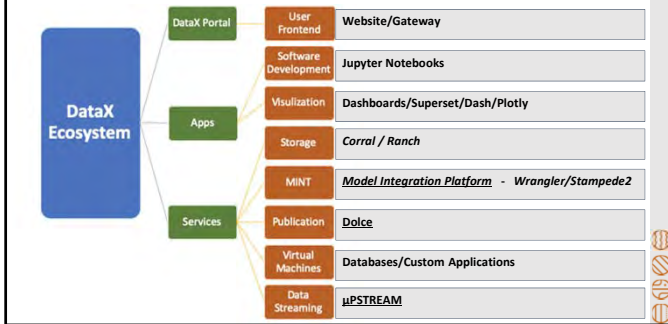 DataX
Ecosystem
DataX Portal
Apps
Services
User
Frontend
Website/Gateway
Software
Development
Jupyter Notebooks
Visulization
Dashboards/Superset/Dash/Plotly
Storage
Corral / Ranch
MINT
Model Integration Platform - Wrangler/Stampede2
Publication
Dolce
Virtual
Machines
Databases/Custom Applications
Data
Streaming
µPSTREAM